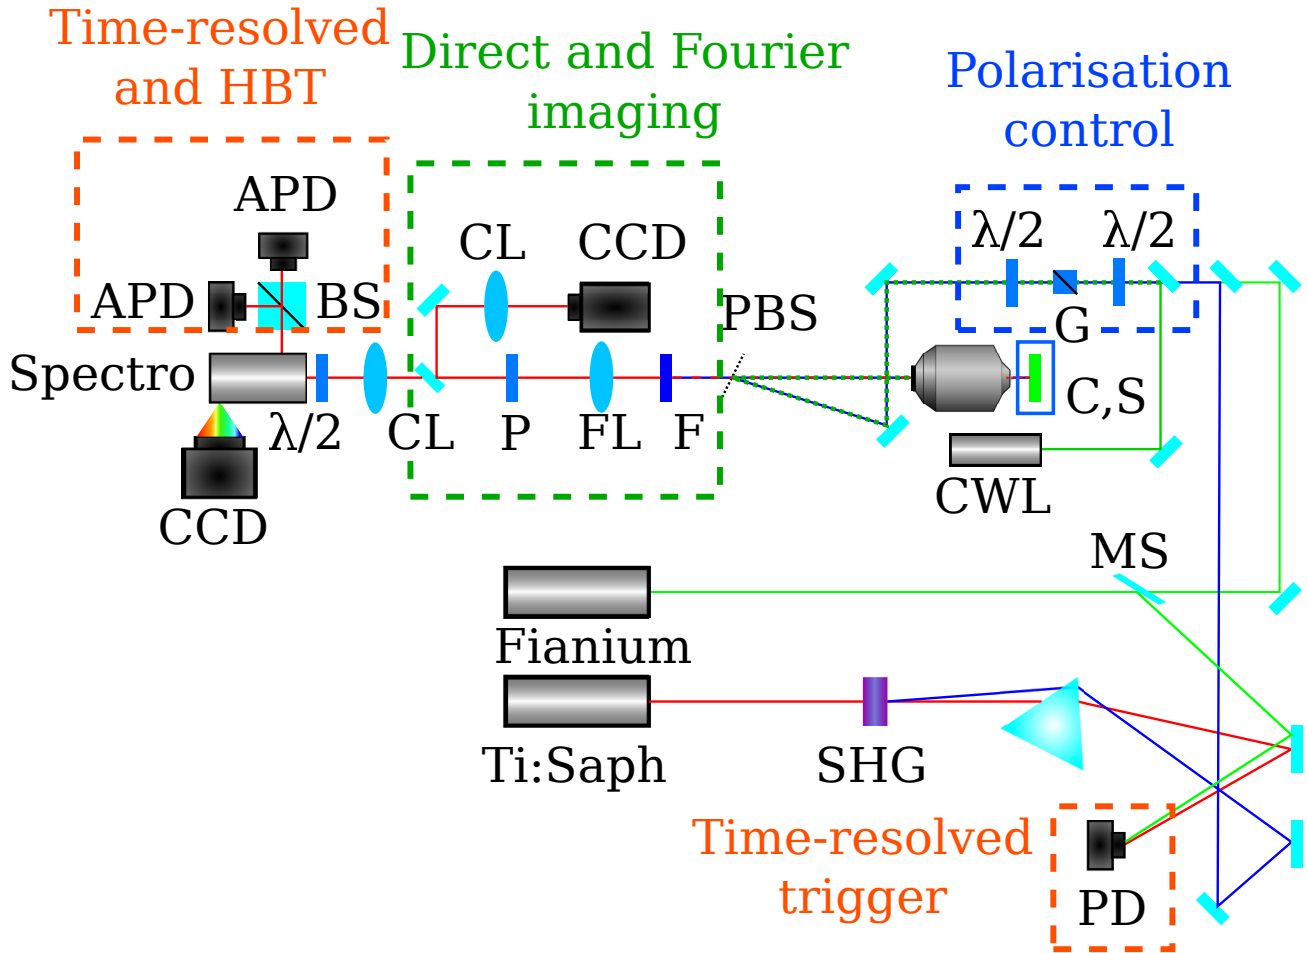 Time-resolved
and HBT
Direct and Fourier
imaging
Polarisation
control
APD
CL
CCD
λ/2
λ/2
APD
BS
PBS
G
Spectro
C,S
λ/2
CL
P
FL
F
CWL
CCD
MS
Fianium
Ti:Saph
SHG
Time-resolved
trigger
PD